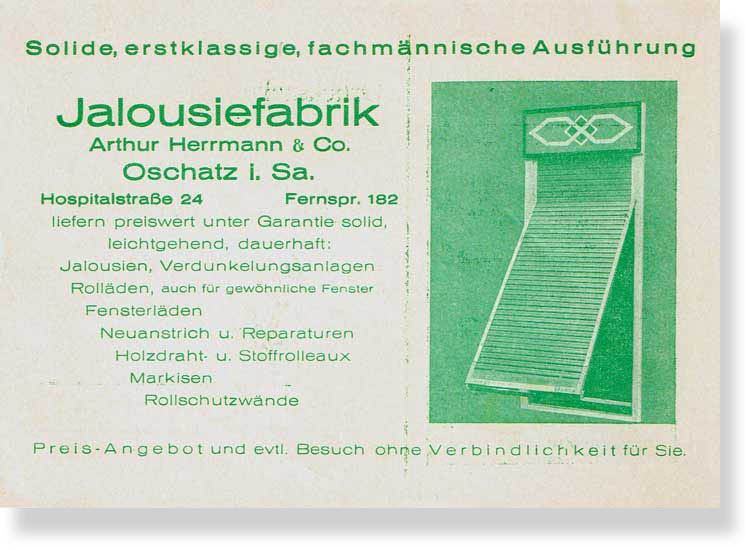 Solide, erstklassige, fachmännische Ausführung
Jalousiefabrik
Arthur Herrmann & Co.
Oschatz i. Sa.
Hospitalstraße 24 Fernspr. 182
liefern preiswert unter Garantie solid,
leichtgehend, dauerhaft:
Jalousien, Verdunkelungsanlagen
Rolläden, auch für gewöhnliche Fenster
Fensterläden
Neuanstrich u. Reparaturen
Holzdraht- u. Stoffrolleaux
Markisen
Rollschutzwände
Preis-Angebot und evtl. Besuch ohne Verbindlichkeit für Sie.